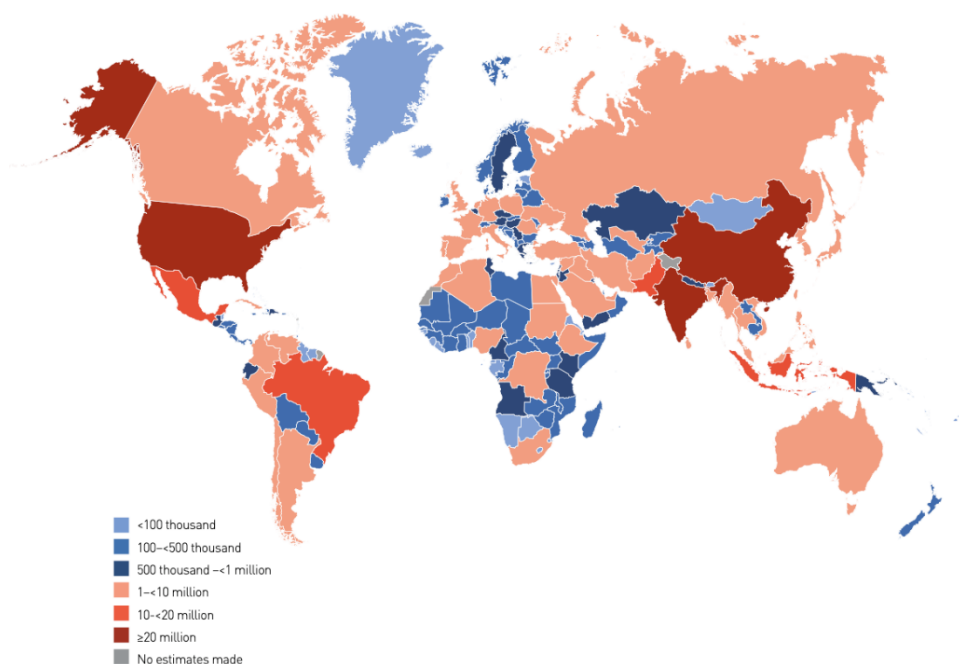 <100 thousand
100–<500 thousand
500 thousand –<1 million
1–<10 million
10-<20 million
≥20 million
No estimates made